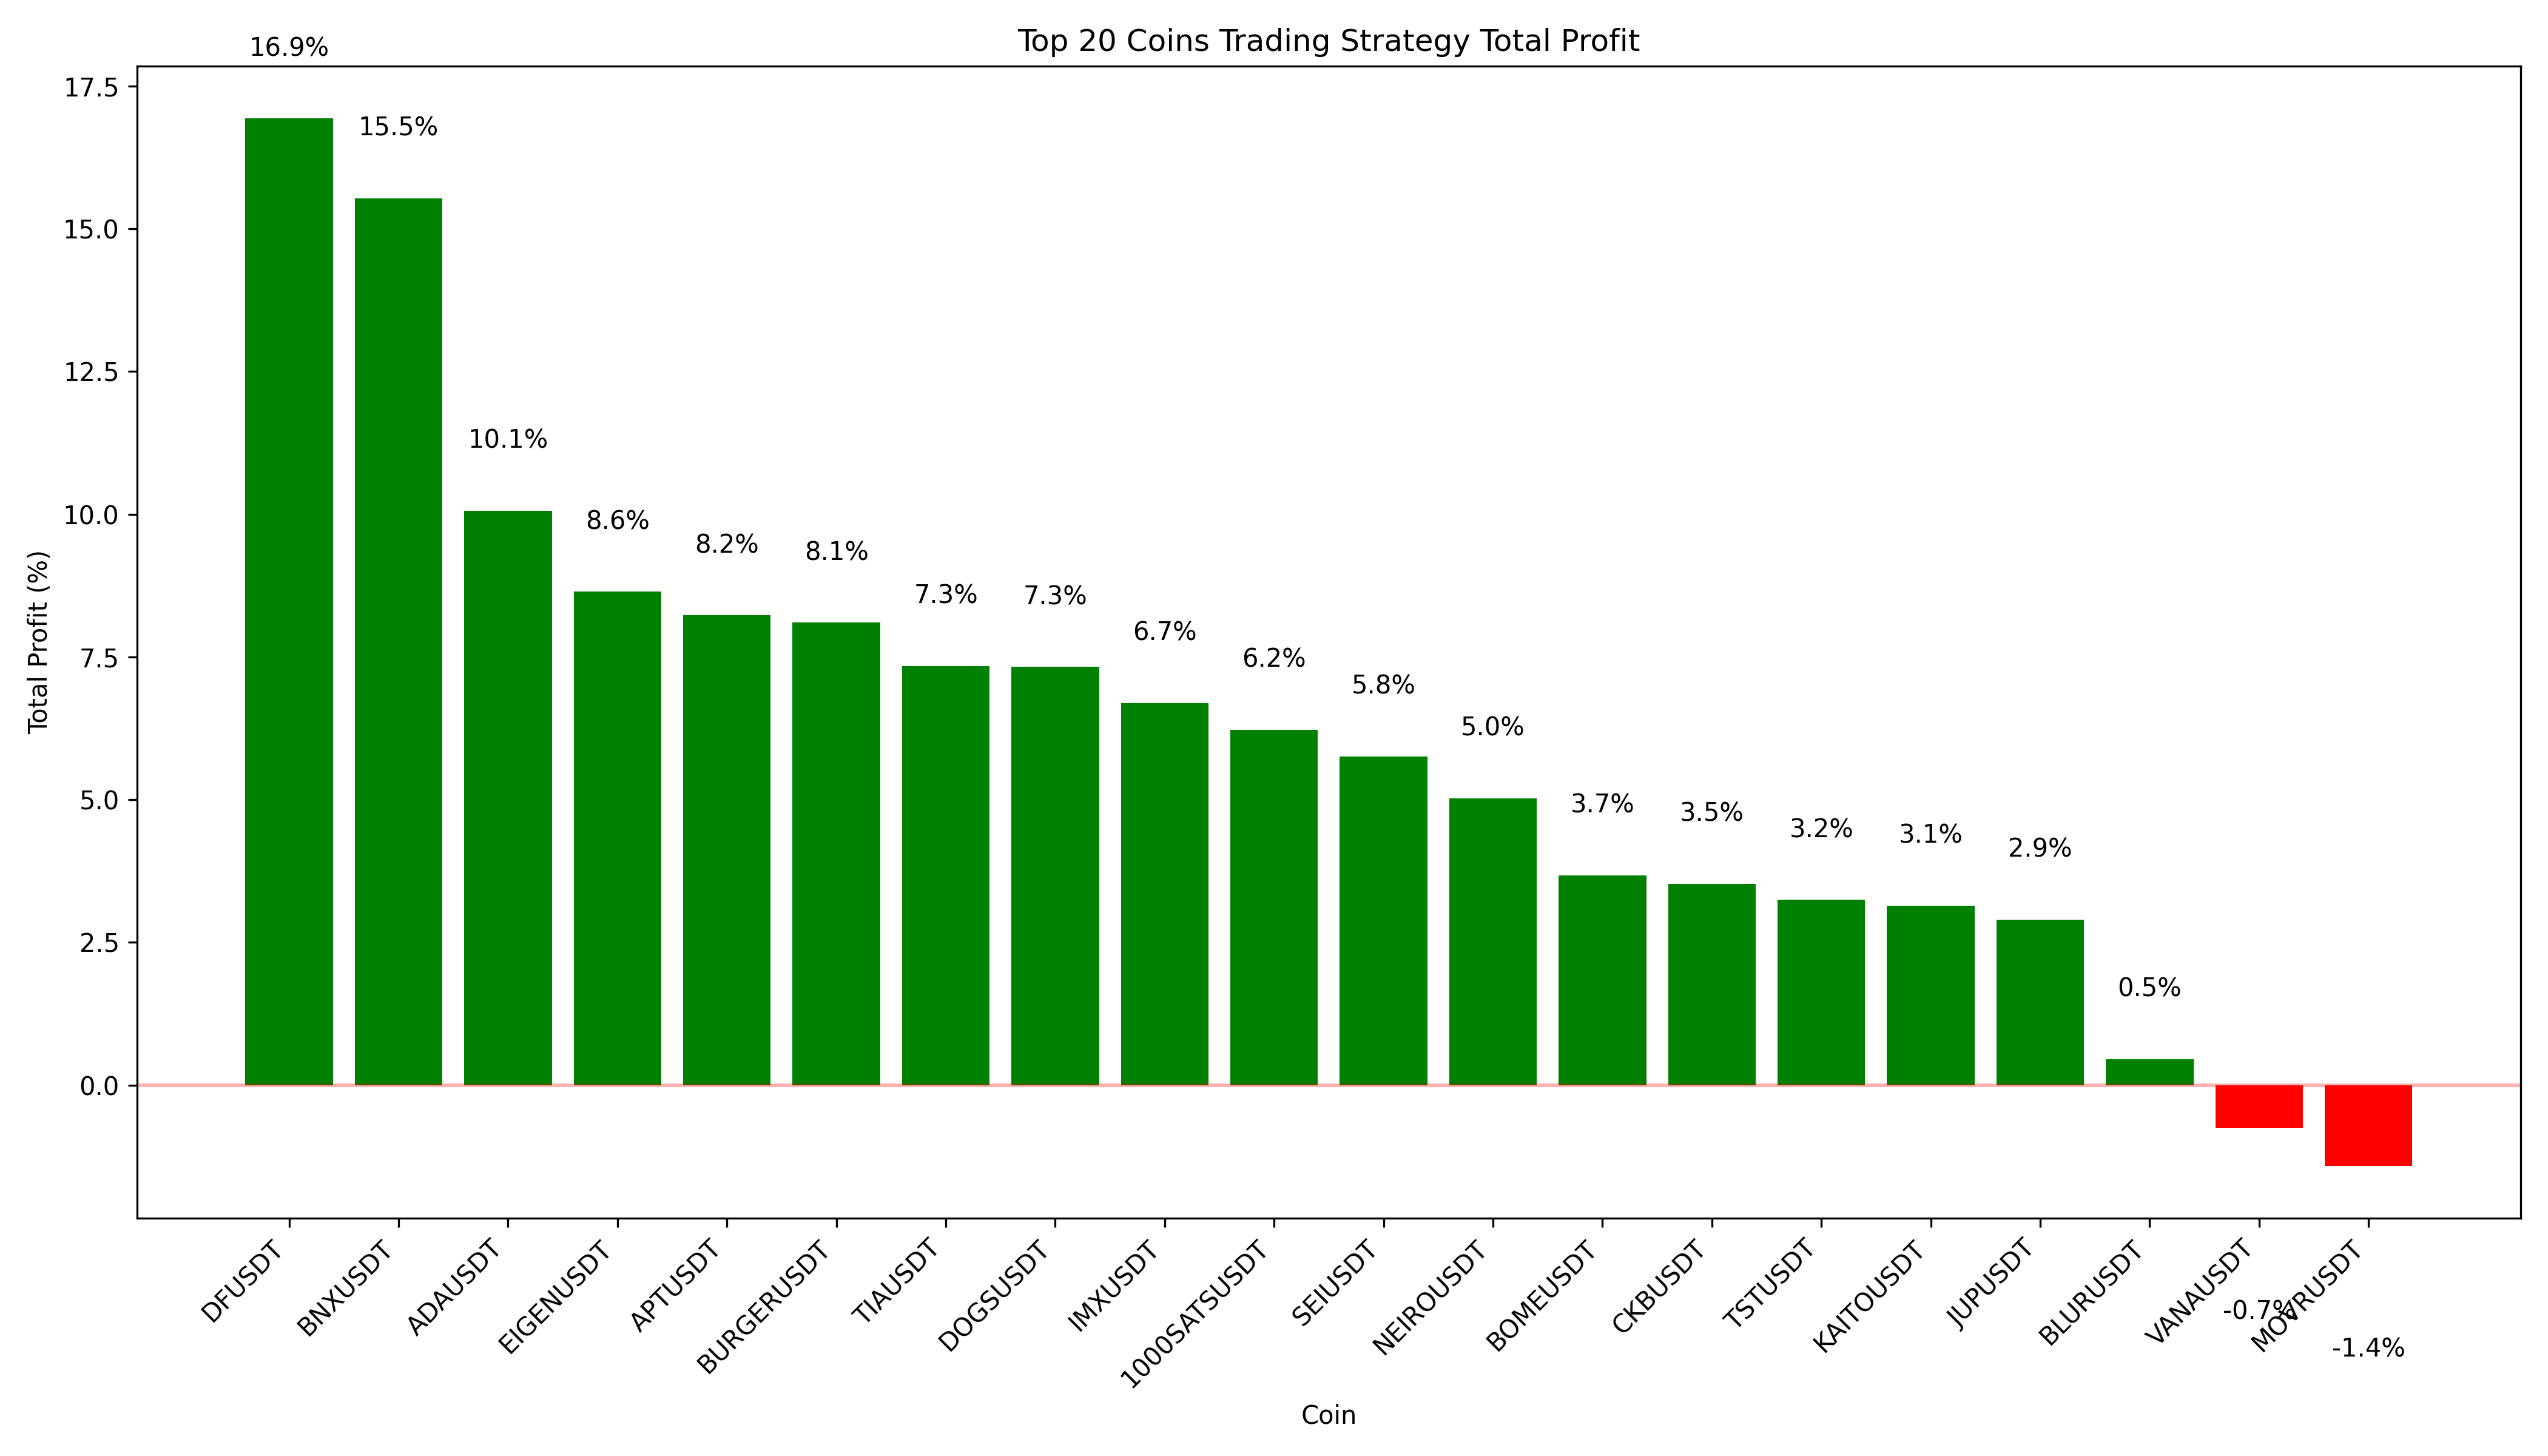 Top 20 Coins Trading Strategy Total Profit
Total Profit (%)
17.5
15.0
12.5
10.0
7.5
5.0
2.5
0.0
16.9%
15.5%
10.1%
8.6%
8.2%
8.1%
7.3%
7.3%
6.7%
6.2%
5.8%
5.0%
3.7%
3.5%
3.2%
3.1%
2.9%
0.5%
-0.7%
-1.4%
DFUSDT
BNXUSDT
ADAUSDT
EIGENUSDT
APTUSDT
BURGERUSDT
TIAUSDT
DOGSUSDT
IMXUSDT
1000SATSUSDT
SEIUSDT
NEIROUSDT
BOMEUSDT
CKBUSDT
TSTUSDT
KAITOUSDT
JUPUSDT
BLURUSDT
VANAUSDT
MOVRUSDT
Coin